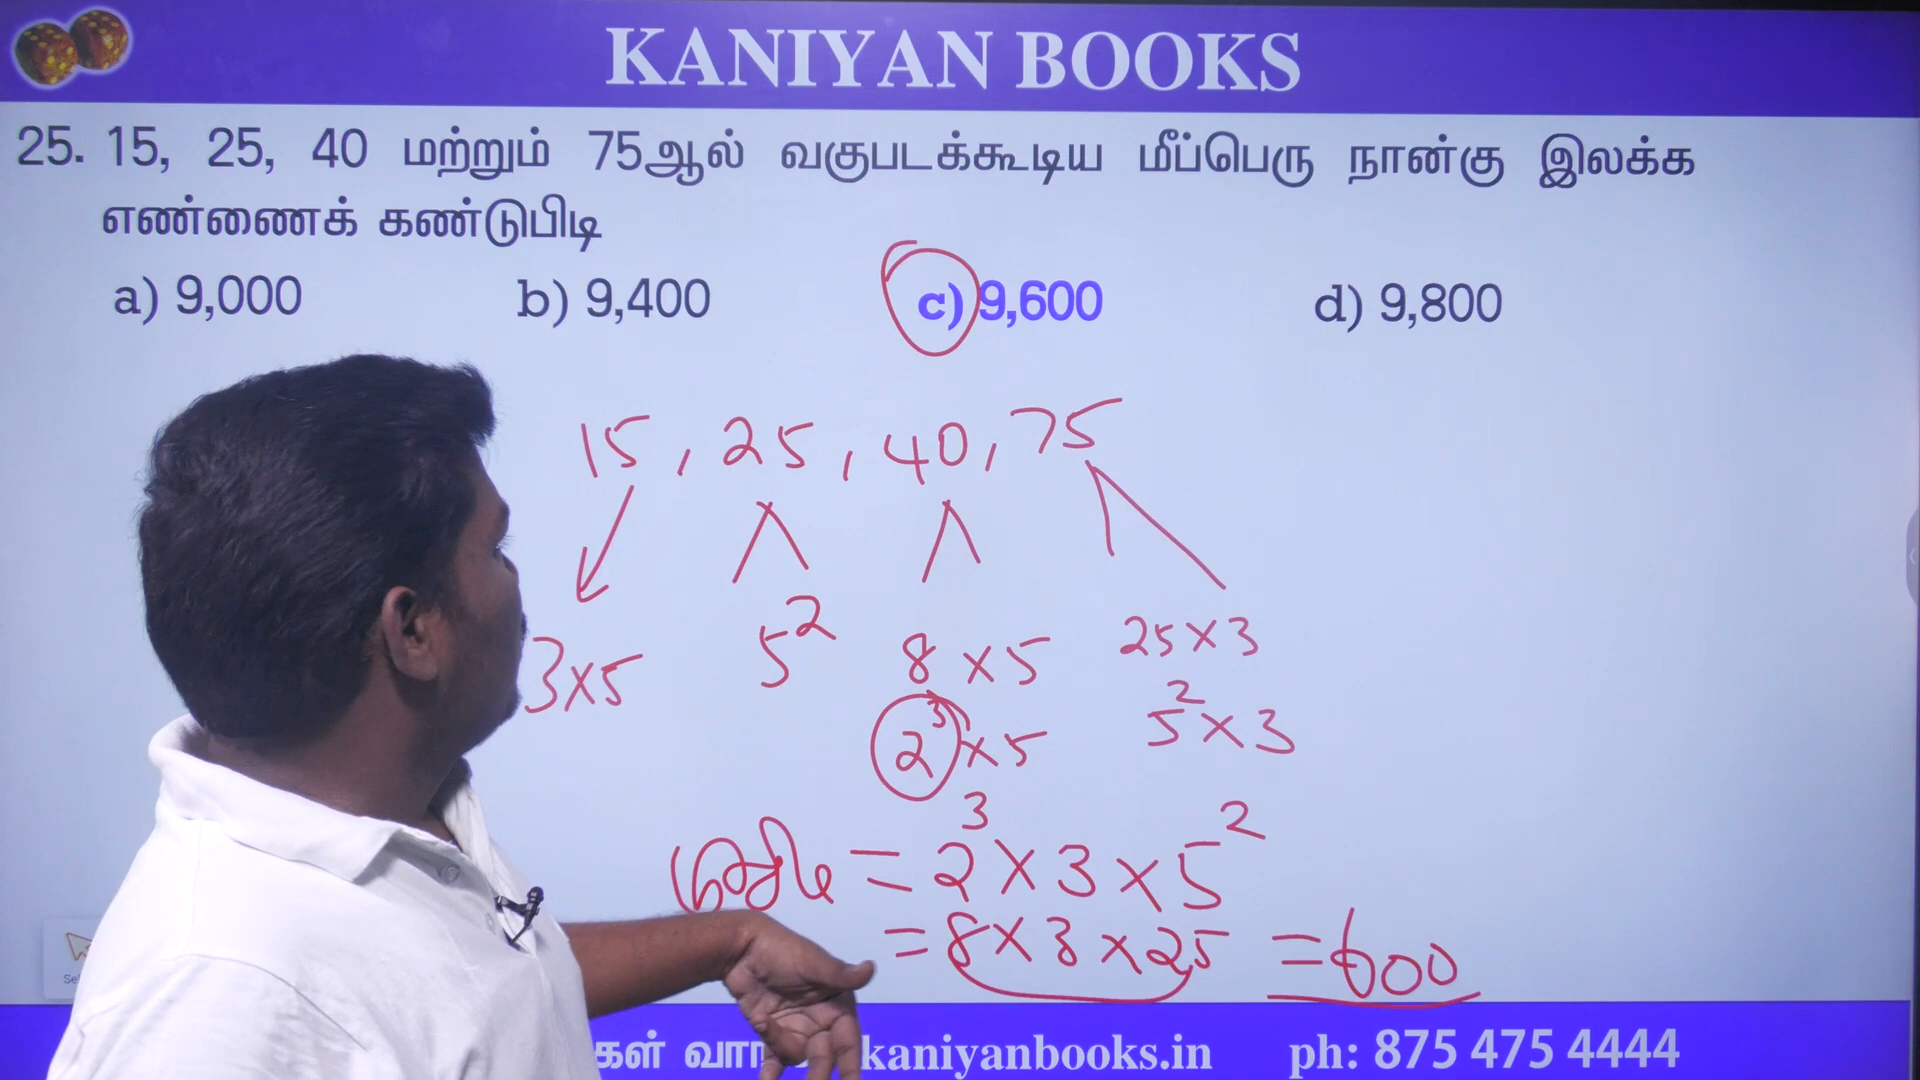 KANIYAN BOOKS
25. 15, 25, 40 மற்றும் 75ஆல் வகுபடக்கூடிய மீப்பெரு நான்கு இலக்க
எண்ணைக் கண்டுபிடி
a) 9,000 b) 9,400 c) 9,600 d) 9,800
15, 25, 40, 75
3×5 5² 8×5 25×3
2³×5 5²×3
= 2³×3×5²
= 8×3×25 = 600
கள் kaniyanbooks.in ph: 875 475 4444